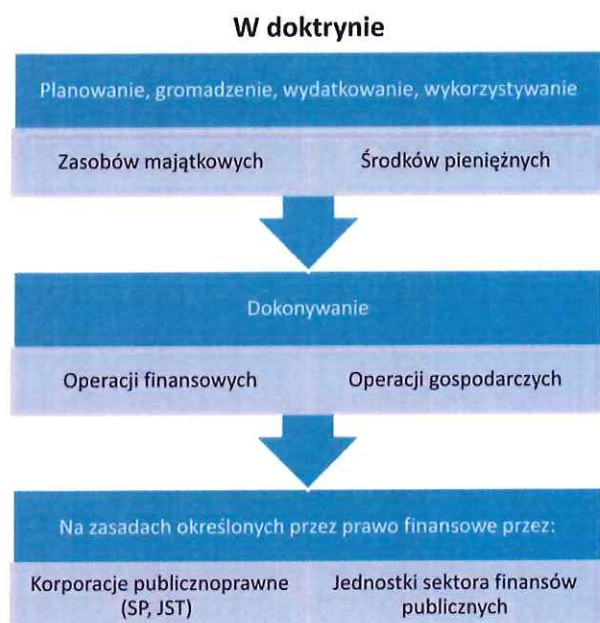 W doktrynie
Planowanie, gromadzenie, wydatkowanie, wykorzystywanie
Zasobów majątkowych
Środków pieniężnych
Dokonywanie
Operacji finansowych
Operacji gospodarczych
Na zasadach określonych przez prawo finansowe przez:
Korporacje publicznoprawne
(SP, JST)
Jednostki sektora finansów
publicznych